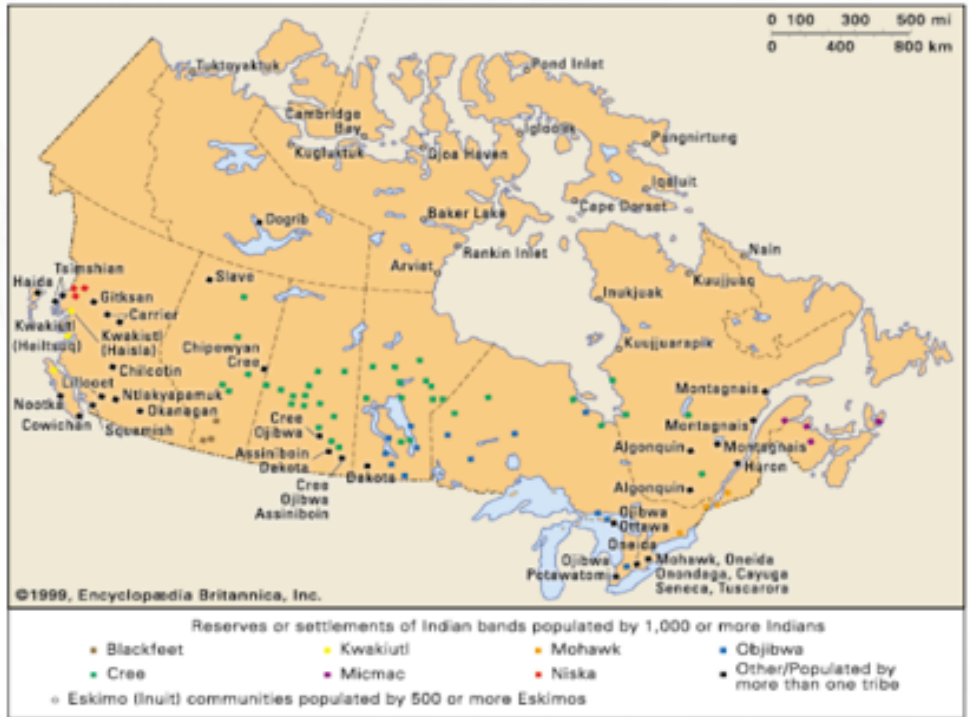 0 100 300 500 mi
0 400 800 km
Tuktoyaktuk
Pond Inlet
Cambridge
Bay
Igloolik
Pangnirtung
Kugluktuk
Gjoa Haven
Iqaluit
Cape Dorset
Dogrib
Baker Lake
Rankin Inlet
Nain
Arviat
Kuujjuaq
Inukjuak
Tsimshian
Haida
Slave
Gitksan
Carrier
Kwakiutl
(Heiltsuq)
Kwakiutl
(Haisla)
Chipewyan
Cree
Kuujjuarapik
Chilcotin
Lillooet
Ntlakyapamuk
Nootka
Okanagan
Cowichan
Squamish
Cree
Ojibwa
Assiniboin
Dakota
Cree
Ojibwa
Assiniboin
Dakota
Montagnais
Montagnais
Algonquin
Montagnais
Huron
Algonquin
Ojibwa
Ottawa
Oneida
Ojibwa
Potawatomi
Mohawk, Oneida
Onondaga, Cayuga
Seneca, Tuscarora
©1999, Encyclopædia Britannica, Inc.
Reserves or settlements of Indian bands populated by 1,000 or more Indians
Blackfeet
Kwakiutl
Mohawk
Objibwa
Cree
Micmac
Niska
Other/Populated by
more than one tribe
Eskimo (Inuit) communities populated by 500 or more Eskimos